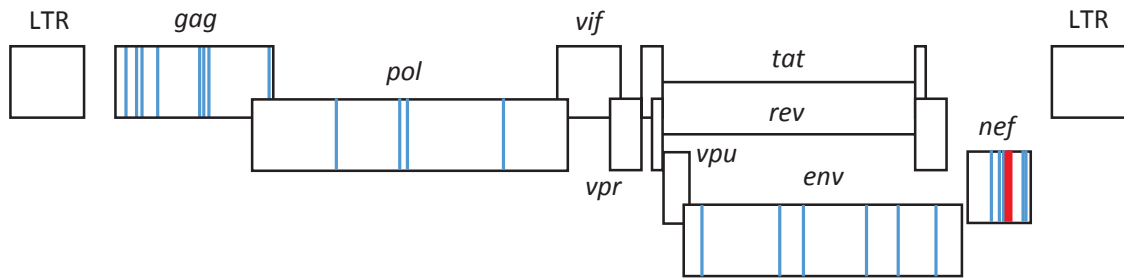 LTR
gag
pol
vif
vpr
tat
rev
vpu
env
nef
LTR